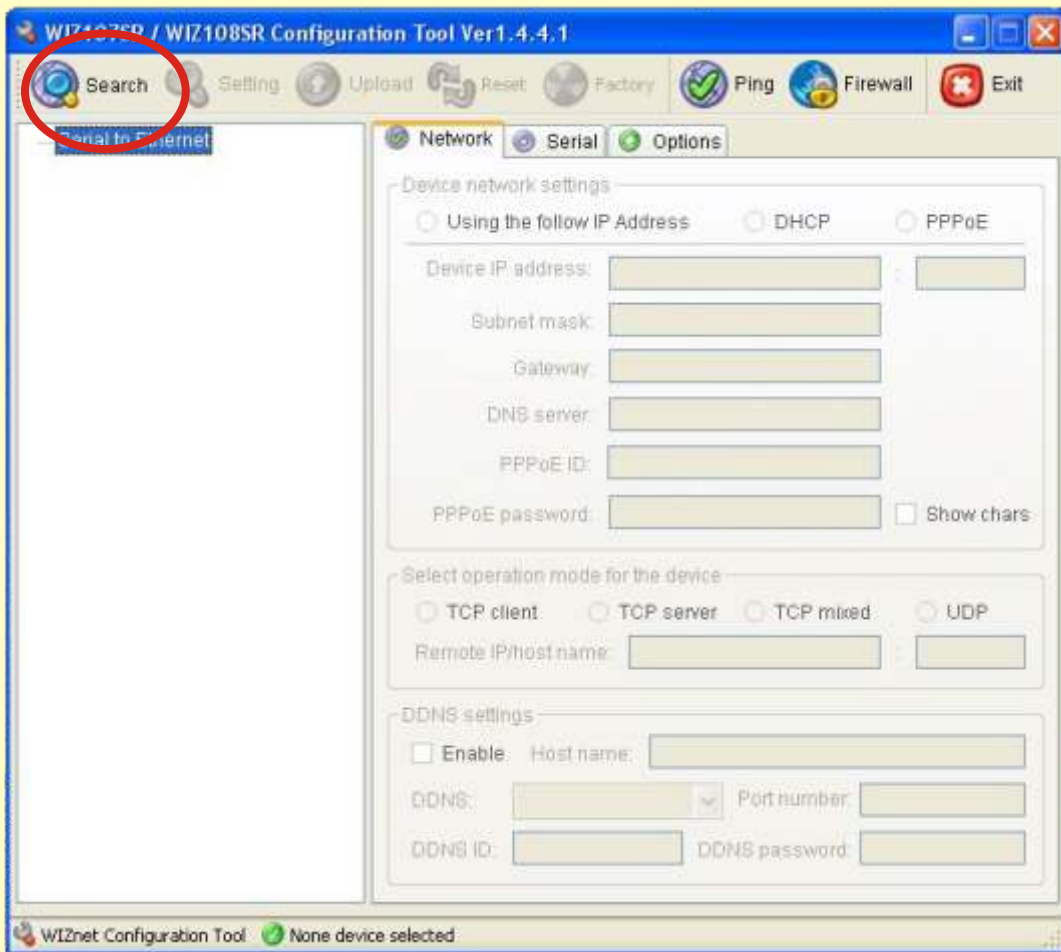 WIZ107SR / WIZ108SR Configuration Tool Ver1.4.4.1
Search Setting Upload Reset Factory Ping Firewall Exit
Serial to Ethernet
Network Serial Options
Device network settings
Using the follow IP Address DHCP PPPoE
Device IP address: :
Subnet mask:
Gateway:
DNS server:
PPPoE ID:
PPPoE password: Show chars
Select operation mode for the device
TCP client TCP server TCP mixed UDP
Remote IP/host name: :
DDNS settings
Enable Host name:
DDNS: Port number:
DDNS ID: DDNS password:
WIZnet Configuration Tool None device selected